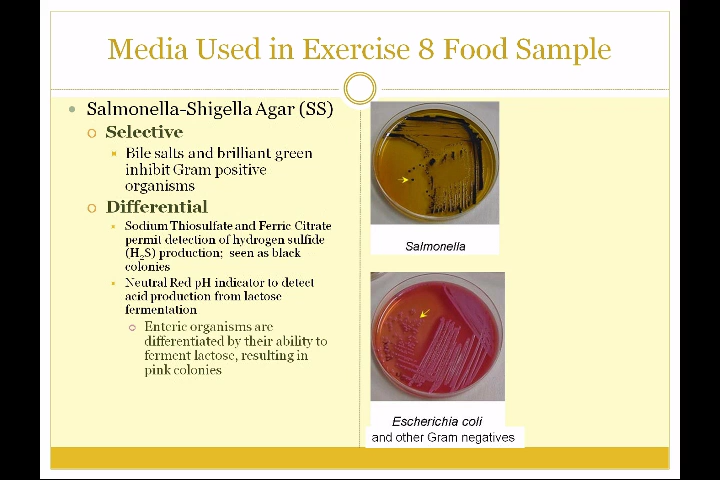 Media Used in Exercise 8 Food Sample
Salmonella-Shigella Agar (SS)
Selective
Bile salts and brilliant green
inhibit Gram positive
organisms
Differential
Sodium Thiosulfate and Ferric Citrate
permit detection of hydrogen sulfide
(H₂S) production; seen as black
colonies
Neutral Red pH indicator to detect
acid production from lactose
fermentation
Enteric organisms are
differentiated by their ability to
ferment lactose, resulting in
pink colonies
Salmonella
Escherichia coli
and other Gram negatives